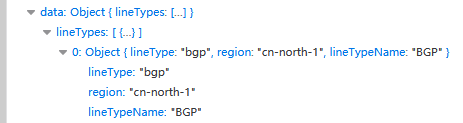 data: Object { lineTypes: […] }
lineTypes: [ {…} ]
0: Object { lineType: "bgp", region: "cn-north-1", lineTypeName: "BGP" }
lineType: "bgp"
region: "cn-north-1"
lineTypeName: "BGP"